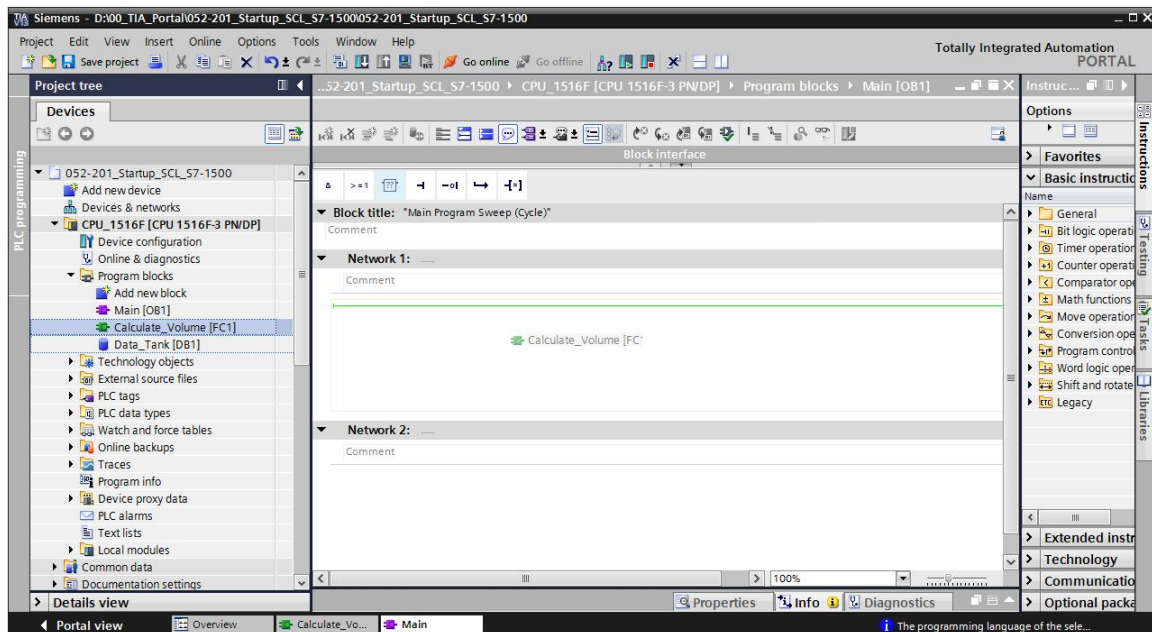 Siemens - D:\00_TIA_Portal\052-201_Startup_SCL_S7-1500\052-201_Startup_SCL_S7-1500
Project Edit View Insert Online Options Tools Window Help
Totally Integrated Automation
PORTAL
Save project Go online Go offline
Project tree
...52-201_Startup_SCL_S7-1500 CPU_1516F [CPU 1516F-3 PN/DP] Program blocks Main [OB1]
Instruc...
Devices
Options
PLC programming
Block interface
Favorites
Basic instructic
Name
052-201_Startup_SCL_S7-1500
Add new device
Devices & networks
CPU_1516F [CPU 1516F-3 PN/DP]
Device configuration
Online & diagnostics
Program blocks
Add new block
Main [OB1]
Calculate_Volume [FC1]
Data_Tank [DB1]
Technology objects
External source files
PLC tags
PLC data types
Watch and force tables
Online backups
Traces
Program info
Device proxy data
PLC alarms
Text lists
Local modules
Common data
Documentation settings
Details view
& >=1 ??
Block title: "Main Program Sweep (Cycle)"
Comment
Network 1: .....
Comment
Calculate_Volume [FC
Network 2: .....
Comment
100%
Properties Info Diagnostics
General
Bit logic operati
Timer operation
Counter operati
Comparator ope
Math functions
Move operation
Conversion ope
Program control
Word logic oper
Shift and rotate
Legacy
Extended instr
Technology
Communicatio
Optional packa
Instructions
Testing
Tasks
Libraries
Portal view Overview Calculate_Vo... Main
The programming language of the sele...